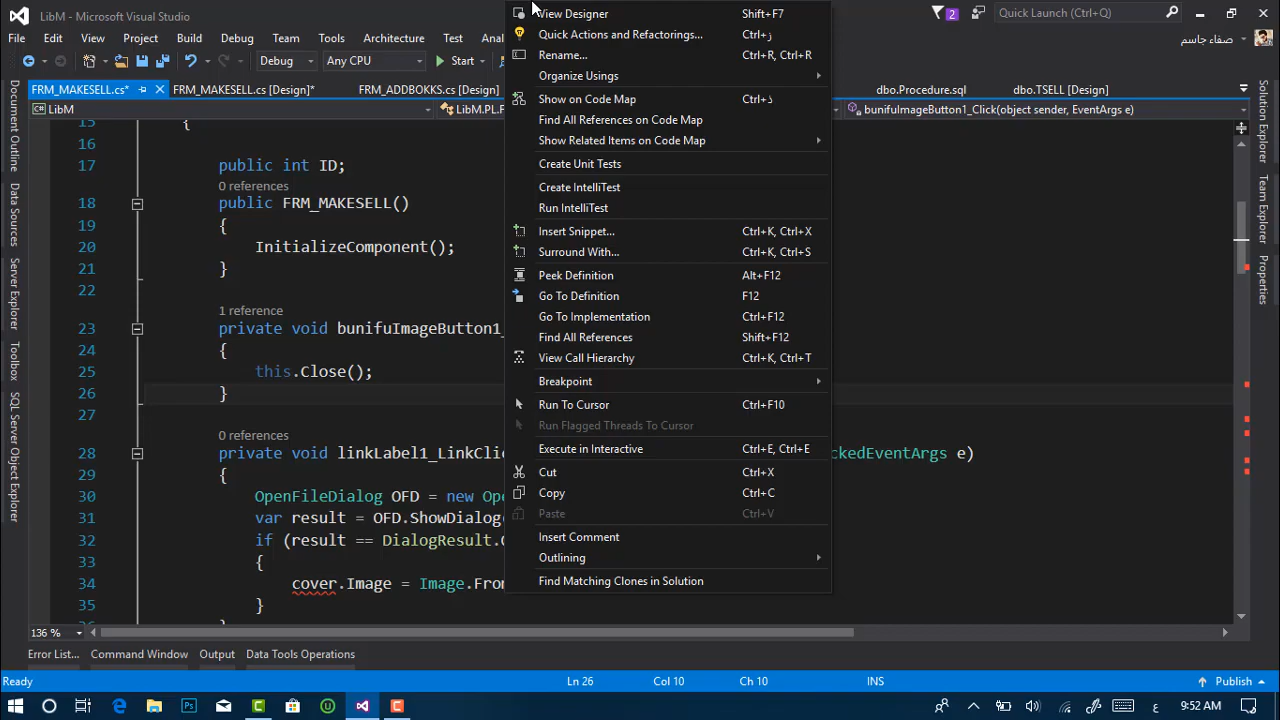 LibM - Microsoft Visual Studio
2
Quick Launch (Ctrl+Q)
File Edit View Project Build Debug Team Tools Architecture Test
صفاء جاسم
Debug
Any CPU
Start
FRM_MAKESELL.cs*
FRM_MAKESELL.cs [Design]*
FRM_ADDBOKKS.cs [Design]
dbo.Procedure.sql
dbo.TSELL [Design]
LibM
bunifuImageButton1_Click(object sender, EventArgs e)
Document Outline
Data Sources
Server Explorer
Toolbox
SQL Server Object Explorer
15 {
16
17 public int ID;
0 references
18 public FRM_MAKESELL()
19 {
20 InitializeComponent();
21 }
22
1 reference
23 private void bunifuImageButton1_
24 {
25 this.Close();
26 }
27
0 references
28 private void linkLabel1_LinkClic
ckedEventArgs e)
29 {
30 OpenFileDialog OFD = new Ope
31 var result = OFD.ShowDialog(
32 if (result == DialogResult.O
33 {
34 cover.Image = Image.From
35 }
View Designer Shift+F7
Quick Actions and Refactorings... Ctrl+ز
Rename... Ctrl+R, Ctrl+R
Organize Usings
Show on Code Map Ctrl+ذ
Find All References on Code Map
Show Related Items on Code Map
Create Unit Tests
Create IntelliTest
Run IntelliTest
Insert Snippet... Ctrl+K, Ctrl+X
Surround With... Ctrl+K, Ctrl+S
Peek Definition Alt+F12
Go To Definition F12
Go To Implementation Ctrl+F12
Find All References Shift+F12
View Call Hierarchy Ctrl+K, Ctrl+T
Breakpoint
Run To Cursor Ctrl+F10
Run Flagged Threads To Cursor
Execute in Interactive Ctrl+E, Ctrl+E
Cut Ctrl+X
Copy Ctrl+C
Paste Ctrl+V
Insert Comment
Outlining
Find Matching Clones in Solution
Solution Explorer
Team Explorer
Properties
136 %
Error List...
Command Window
Output
Data Tools Operations
Ready
Ln 26
Col 10
Ch 10
INS
Publish
ع
9:52 AM